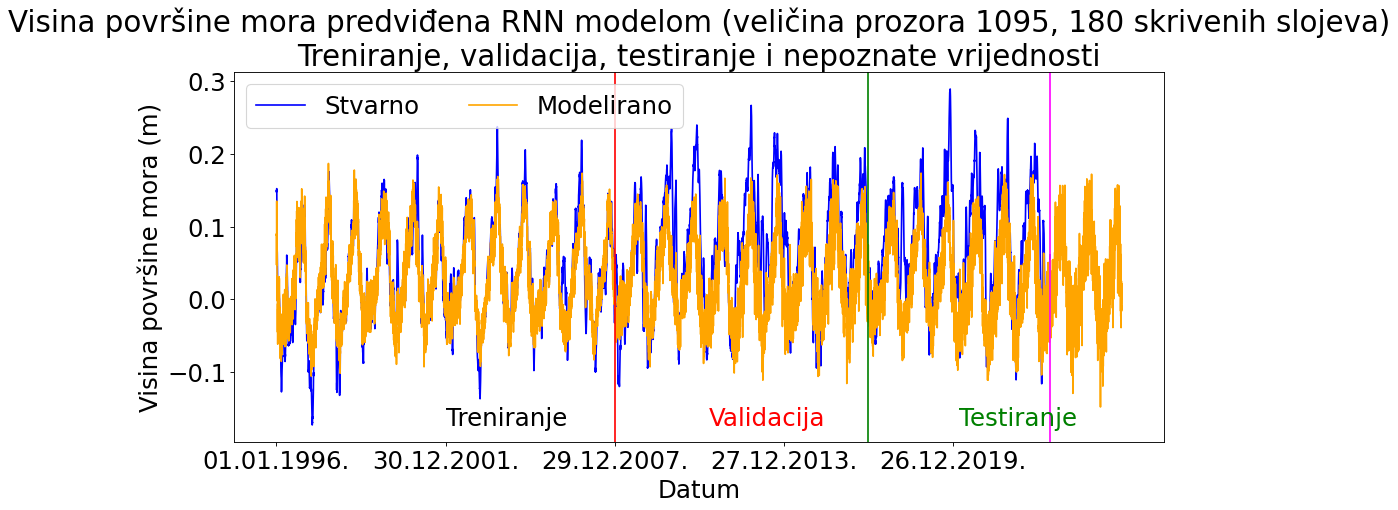 Visina površine mora predviđena RNN modelom (veličina prozora 1095, 180 skrivenih slojeva)
Treniranje, validacija, testiranje i nepoznate vrijednosti
Stvarno
Modelirano
Visina površine mora (m)
0.3
0.2
0.1
0.0
−0.1
Treniranje
Validacija
Testiranje
01.01.1996.
30.12.2001.
29.12.2007.
27.12.2013.
26.12.2019.
Datum